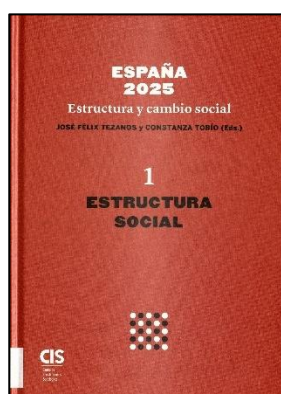 ESPAÑA
2025
Estructura y cambio social
JOSÉ FÉLIX TEZANOS y CONSTANZA TOBÍO (Eds.)
1
ESTRUCTURA
SOCIAL
CIS